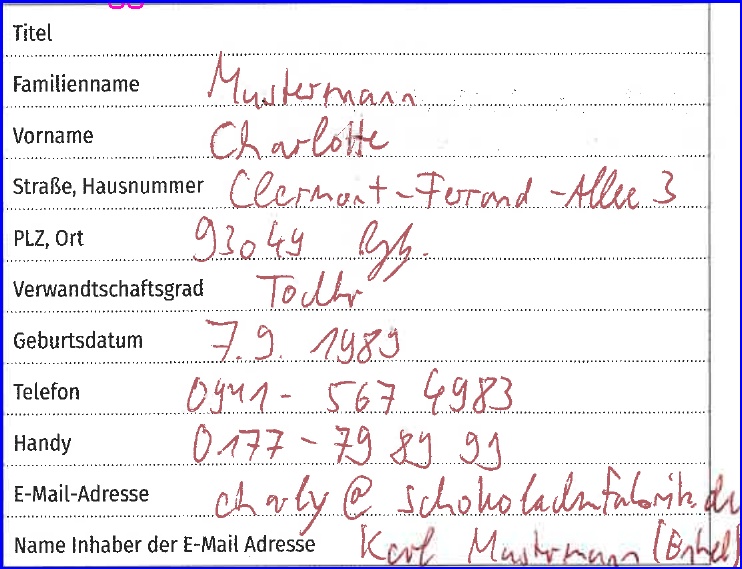 Titel
Familienname Mustermann
Vorname Charlotte
Straße, Hausnummer Clermont-Ferrand-Allee 3
PLZ, Ort 93049 Rgb.
Verwandtschaftsgrad Tochter
Geburtsdatum 7.9. 1989
Telefon 0941- 567 4983
Handy 0177-79 89 99
E-Mail-Adresse charly@schokoladenfabrik.de
Name Inhaber der E-Mail Adresse Karl Mustermann (Enkel)